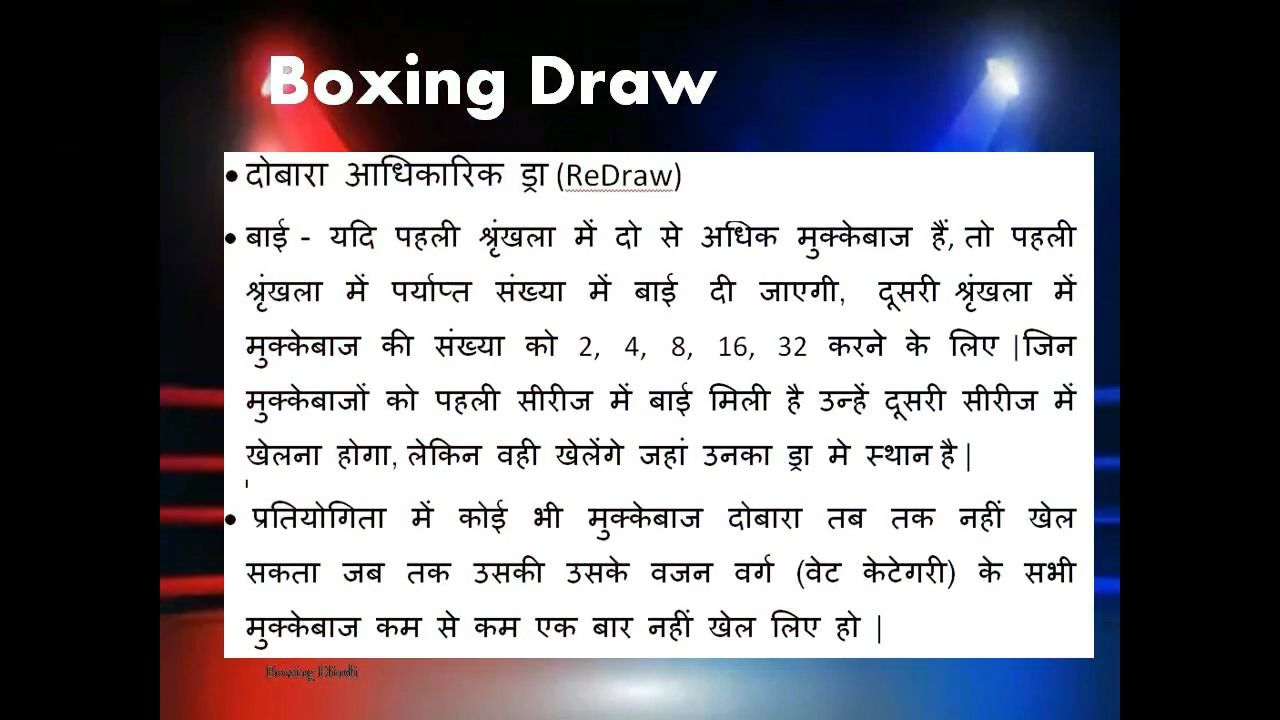 Boxing Draw
• दोबारा आधिकारिक ड्रा (ReDraw)
• बाई - यदि पहली श्रृंखला में दो से अधिक मुक्केबाज हैं, तो पहली
श्रृंखला में पर्याप्त संख्या में बाई दी जाएगी, दूसरी श्रृंखला में
मुक्केबाज की संख्या को 2, 4, 8, 16, 32 करने के लिए |जिन
मुक्केबाजों को पहली सीरीज में बाई मिली है उन्हें दूसरी सीरीज में
खेलना होगा, लेकिन वही खेलेंगे जहां उनका ड्रा मे स्थान है |
• प्रतियोगिता में कोई भी मुक्केबाज दोबारा तब तक नहीं खेल
सकता जब तक उसकी उसके वजन वर्ग (वेट केटेगरी) के सभी
मुक्केबाज कम से कम एक बार नहीं खेल लिए हो |
Boxing Hindi